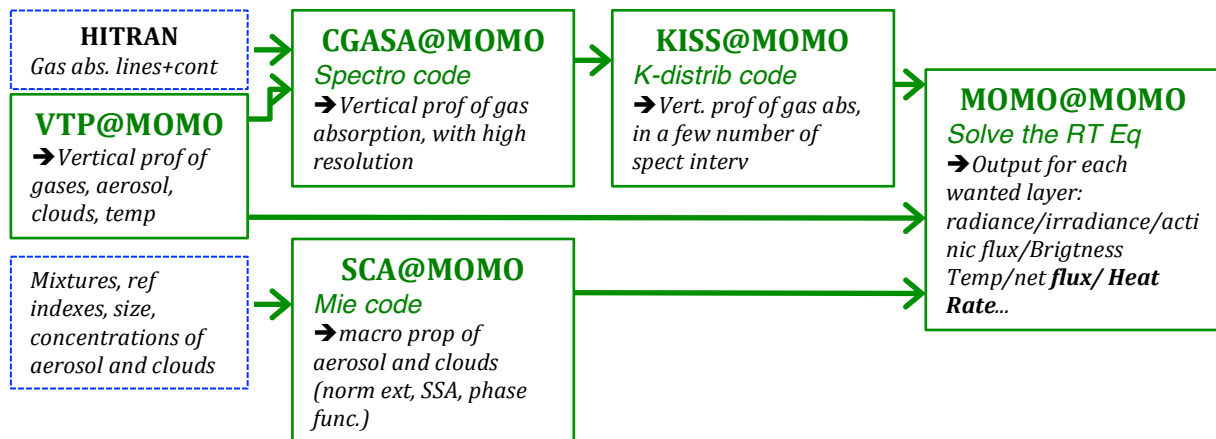 HITRAN
Gas abs. lines+cont
VTP@MOMO
➔Vertical prof of
gases, aerosol,
clouds, temp
Mixtures, ref
indexes, size,
concentrations of
aerosol and clouds
CGASA@MOMO
Spectro code
➔Vertical prof of gas
absorption, with high
resolution
SCA@MOMO
Mie code
➔macro prop of
aerosol and clouds
(norm ext, SSA, phase
func.)
KISS@MOMO
K-distrib code
➔Vert. prof of gas abs,
in a few number of
spect interv
MOMO@MOMO
Solve the RT Eq
➔Output for each
wanted layer:
radiance/irradiance/acti
nic flux/Brigtness
Temp/net flux/ Heat
Rate...